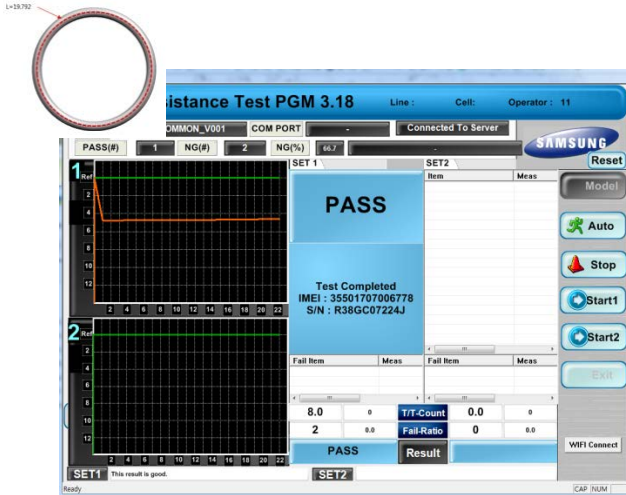 L=19.792
istance Test PGM 3.18 Line : Cell: Operator : 11
OMMON_V001 COM PORT - Connected To Server
SAMSUNG
PASS(#) 1 NG(#) 2 NG(%) 66.7 -
Reset
SET 1 SET2
1 Item Meas
Ref
2
4
6
8
10
12
2 4 6 8 10 12 14 16 18 20 22
PASS
Test Completed
IMEI : 35501707006778
S/N : R38GC07224J
Model
Auto
Stop
Start1
Start2
Exit
2
Ref
2
4
6
8
10
12
2 4 6 8 10 12 14 16 18 20 22
Fail Item Meas Fail Item Meas
8.0 0 T/T-Count 0.0 0
2 0.0 Fail-Ratio 0 0.0
PASS Result
WIFI Connect
SET1 This result is good. SET2
Ready CAP NUM